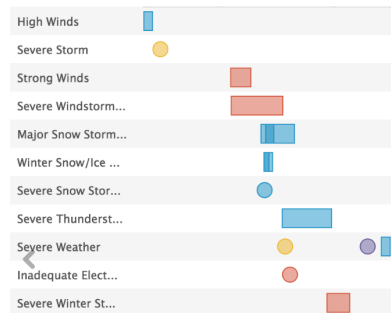 High Winds
Severe Storm
Strong Winds
Severe Windstorm...
Major Snow Storm...
Winter Snow/Ice ...
Severe Snow Stor...
Severe Thunderst...
Severe Weather
Inadequate Elect...
Severe Winter St...